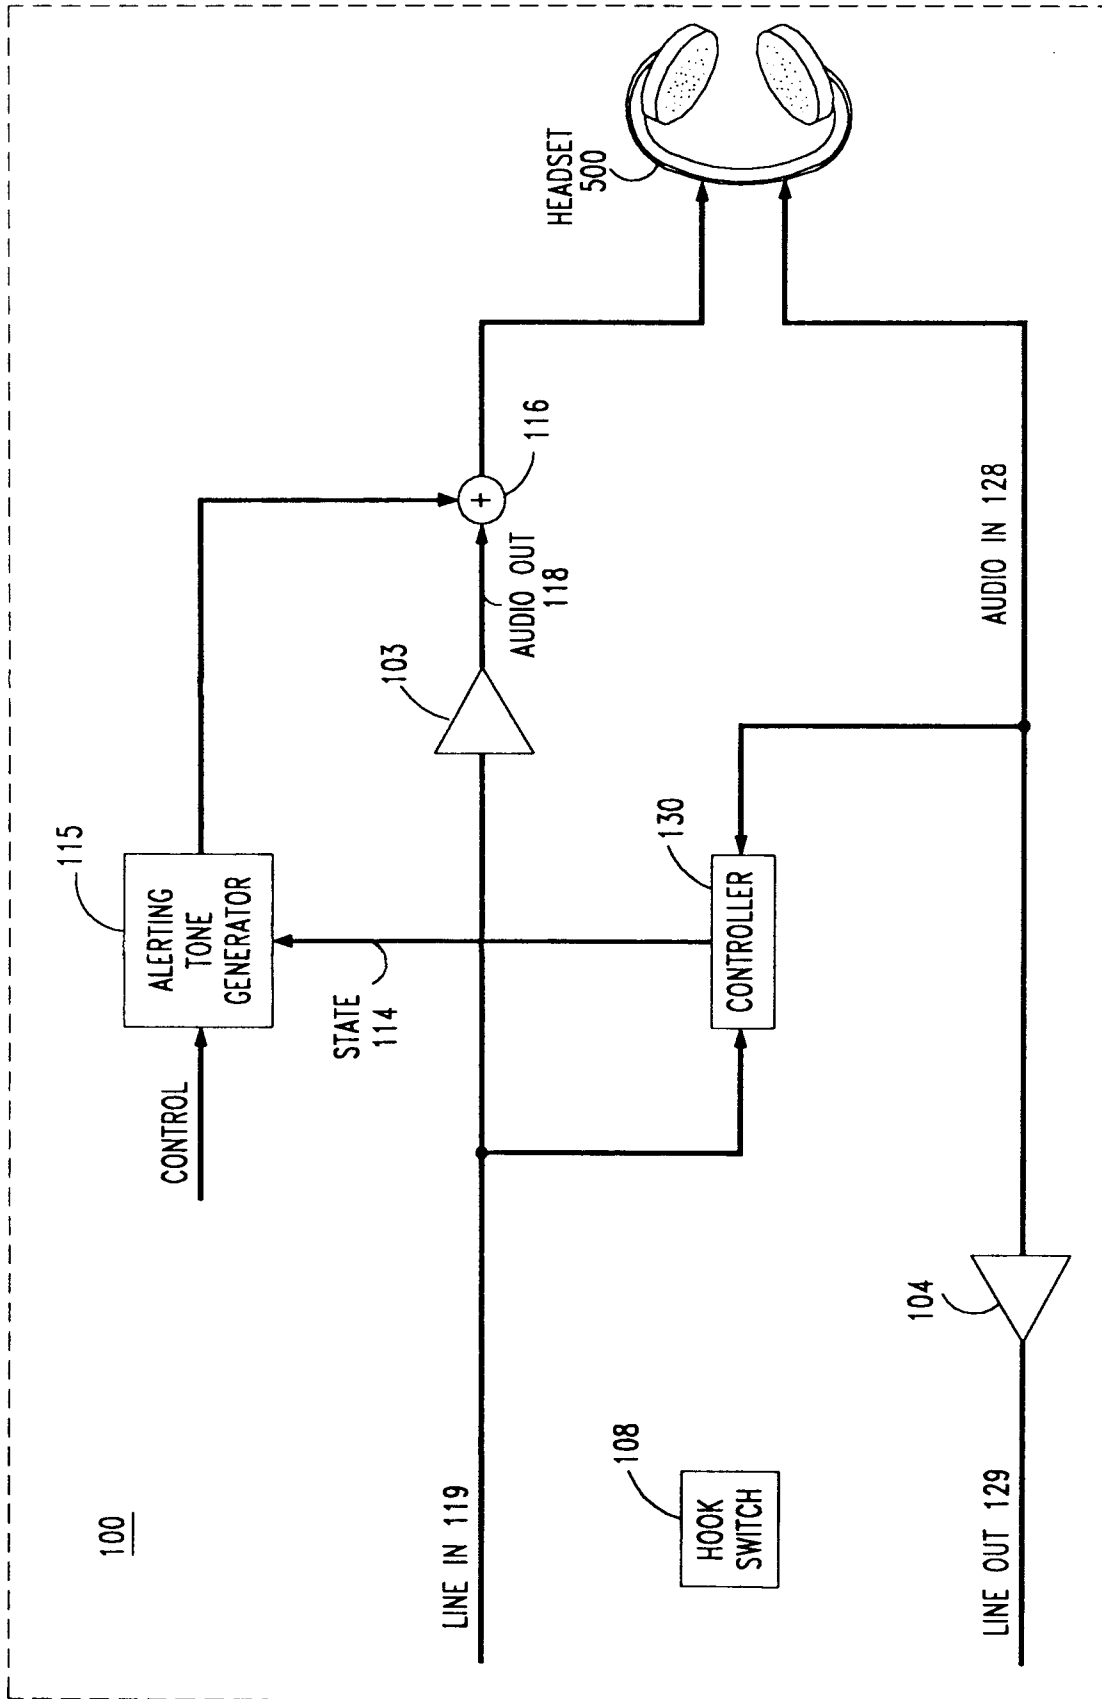 100
CONTROL
115
ALERTING
TONE
GENERATOR
STATE
114
LINE IN 119
103
AUDIO OUT
118
116
HEADSET
500
HOOK
SWITCH
108
CONTROLLER
130
104
LINE OUT 129
AUDIO IN 128